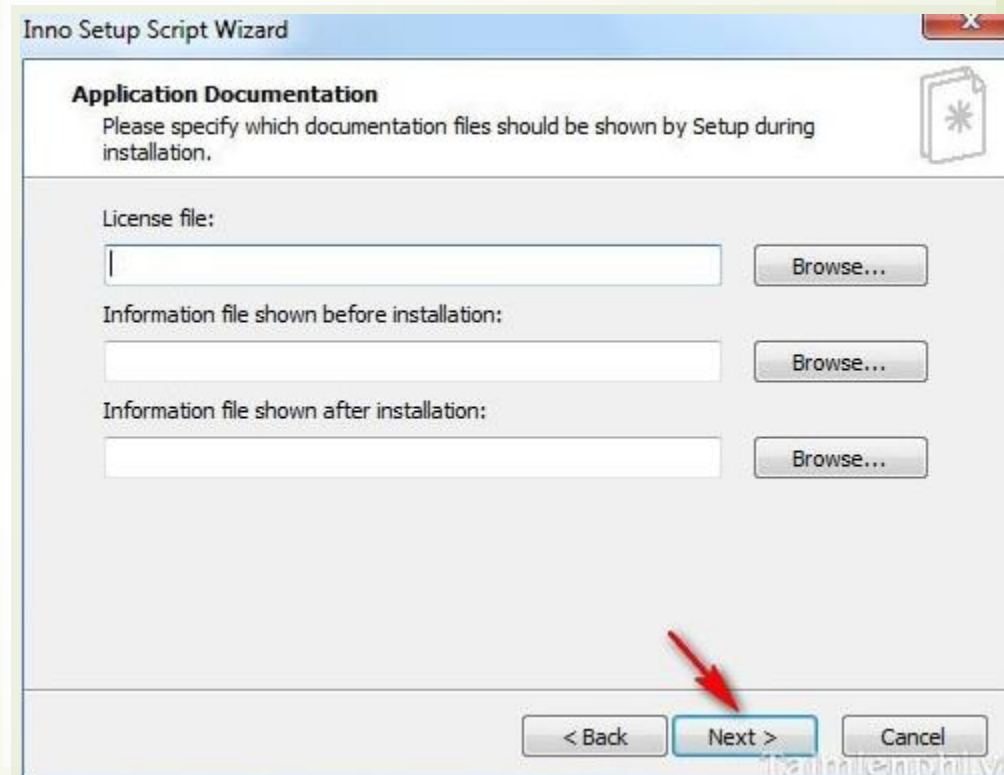 Inno Setup Script Wizard
Application Documentation
Please specify which documentation files should be shown by Setup during
installation.
License file:
Browse...
Information file shown before installation:
Browse...
Information file shown after installation:
Browse...
< Back Next > Cancel